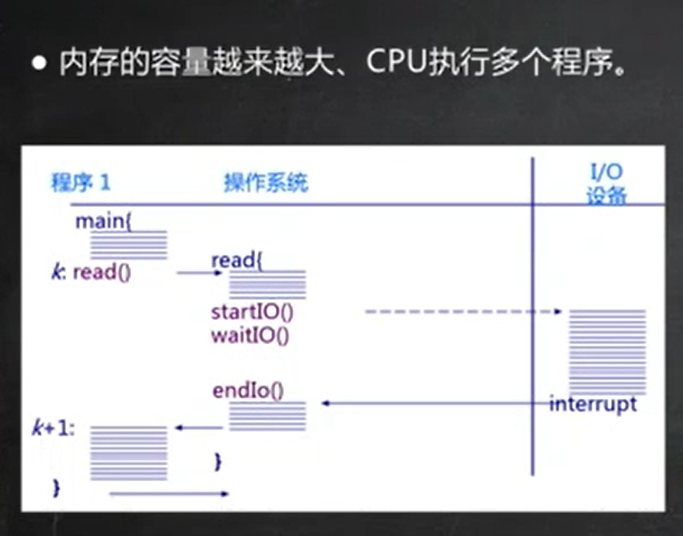 ● 内存的容量越来越大、CPU执行多个程序。
程序 1 操作系统 I/O
设备
main{
k: read() read{
startIO()
waitIO()
endIo()
interrupt
k+1:
}
}